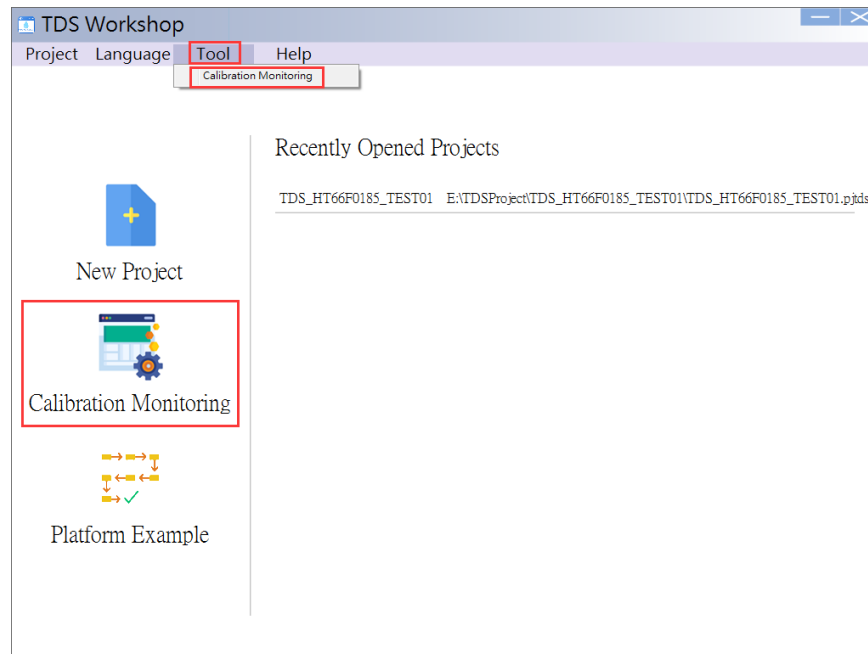 TDS Workshop
Project Language Tool Help
Calibration Monitoring
Recently Opened Projects
TDS_HT66F0185_TEST01 E:\TDSProject\TDS_HT66F0185_TEST01\TDS_HT66F0185_TEST01.pjtds
New Project
Calibration Monitoring
Platform Example